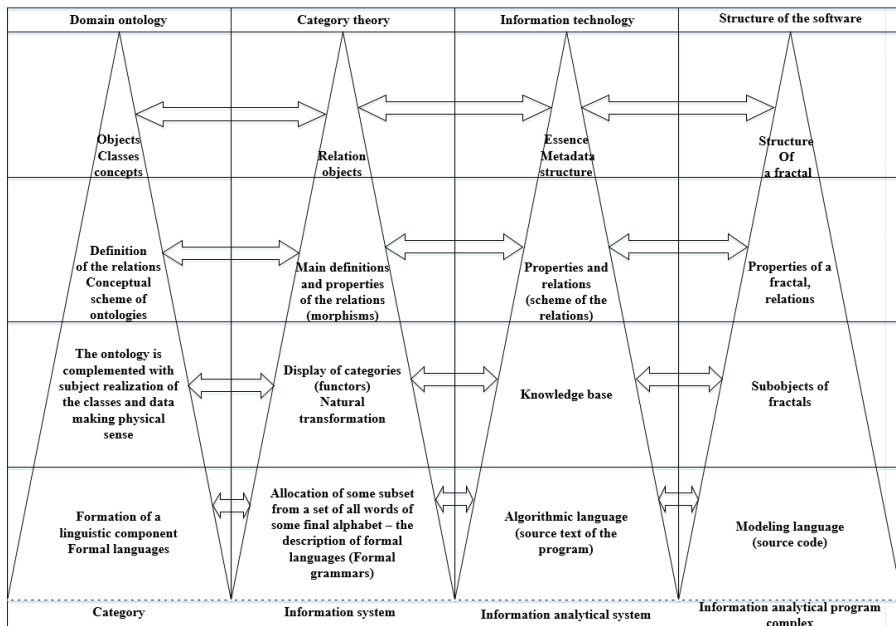 Domain ontology
Category theory
Information technology
Structure of the software
Objects
Classes
concepts
Relation
objects
Essence
Metadata
structure
Structure
Of
a fractal
Definition
of the relations
Conceptual
scheme of
ontologies
Main definitions
and properties
of the relations
(morphisms)
Properties and
relations
(scheme of the
relations)
Properties of a
fractal,
relations
The ontology is
complemented with
subject realization of
the classes and data
making physical
sense
Display of categories
(functors)
Natural
transformation
Knowledge base
Subobjects of
fractals
Formation of a
linguistic component
Formal languages
Allocation of some subset
from a set of all words of
some final alphabet – the
description of formal
languages (Formal
grammars)
Algorithmic language
(source text of the
program)
Modeling language
(source code)
Category
Information system
Information analytical system
Information analytical program
complex